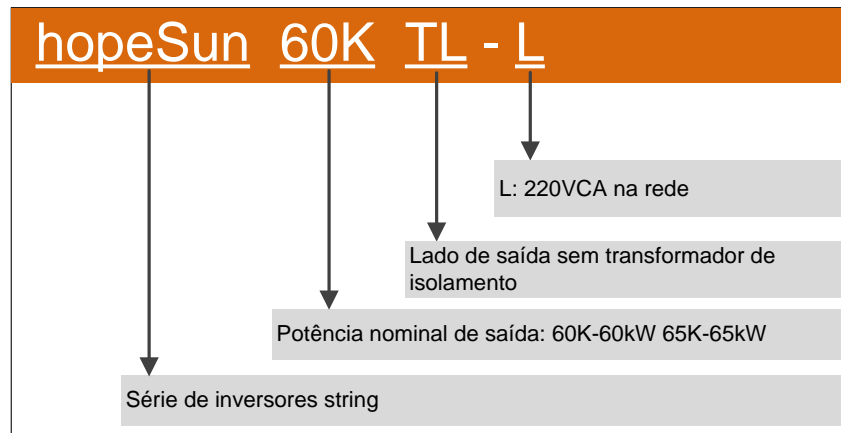 hopeSun 60K TL - L
L: 220VCA na rede
Lado de saída sem transformador de
isolamento
Potência nominal de saída: 60K-60kW 65K-65kW
Série de inversores string